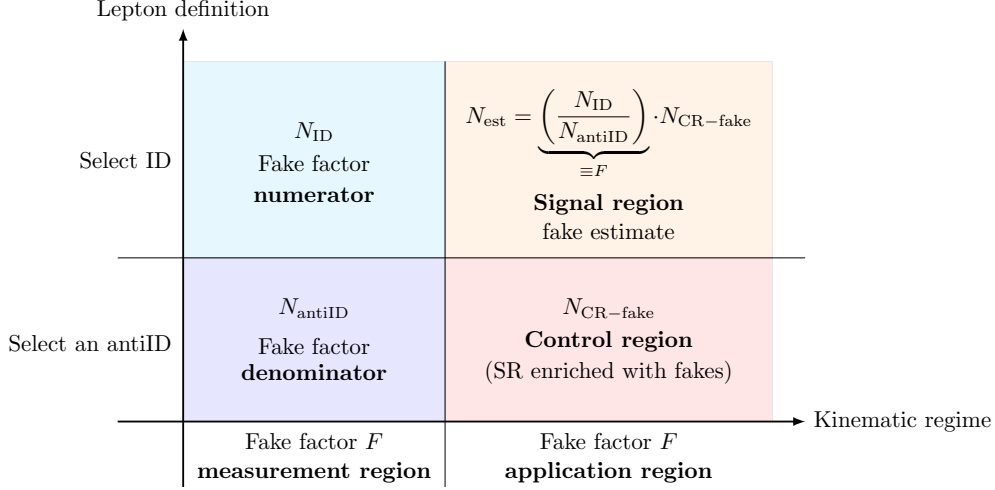 Lepton definition
Select ID
N_ID
Fake factor
numerator
N_est = ( N_ID / N_antiID ) · N_CR−fake
≡F
Signal region
fake estimate
Select an antiID
N_antiID
Fake factor
denominator
N_CR−fake
Control region
(SR enriched with fakes)
Kinematic regime
Fake factor F
measurement region
Fake factor F
application region